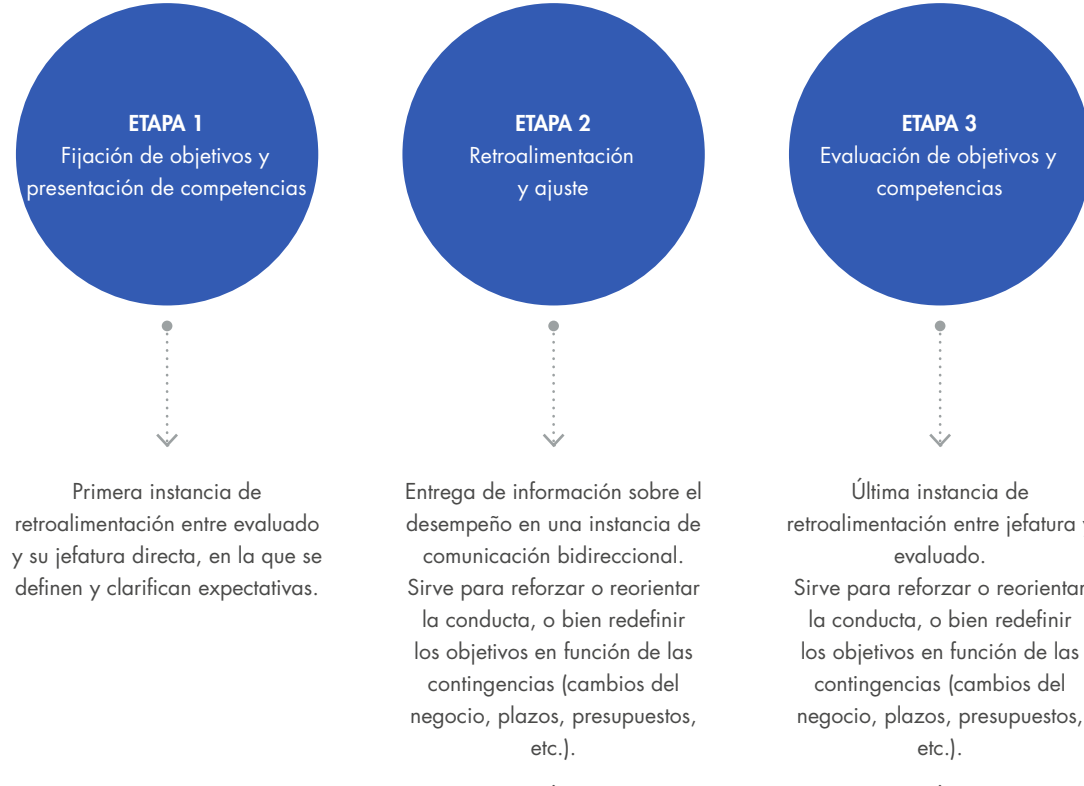 ETAPA 1
Fijación de objetivos y
presentación de competencias
Primera instancia de
retroalimentación entre evaluado
y su jefatura directa, en la que se
definen y clarifican expectativas.
ETAPA 2
Retroalimentación
y ajuste
Entrega de información sobre el
desempeño en una instancia de
comunicación bidireccional.
Sirve para reforzar o reorientar
la conducta, o bien redefinir
los objetivos en función de las
contingencias (cambios del
negocio, plazos, presupuestos,
etc.).
ETAPA 3
Evaluación de objetivos y
competencias
Última instancia de
retroalimentación entre jefatura y
evaluado.
Sirve para reforzar o reorientar
la conducta, o bien redefinir
los objetivos en función de las
contingencias (cambios del
negocio, plazos, presupuestos,
etc.).